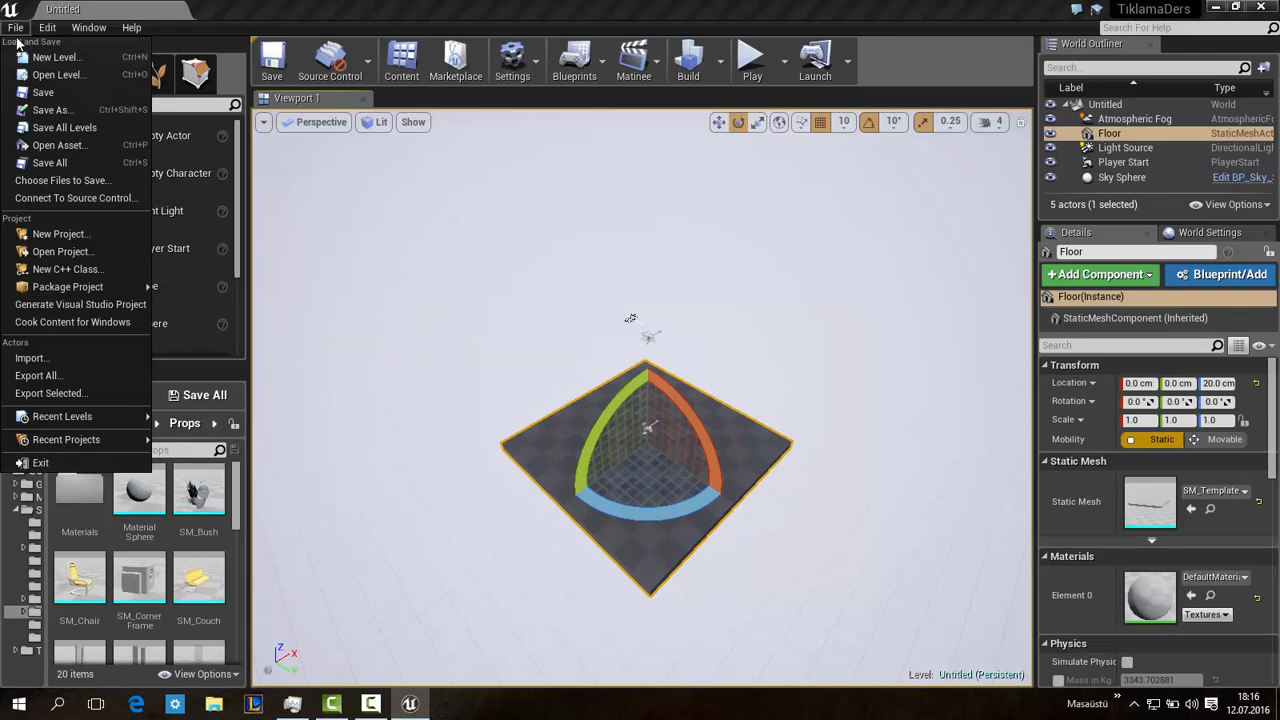 Untitled
TiklamaDers
File Edit Window Help
Search For Help
Load and Save
New Level... Ctrl+N
Open Level... Ctrl+O
Save
Save As... Ctrl+Shift+S
Save All Levels
Open Asset... Ctrl+P
Save All Ctrl+S
Choose Files to Save...
Connect To Source Control...
Project
New Project...
Open Project...
New C++ Class...
Package Project
Generate Visual Studio Project
Cook Content for Windows
Actors
Import...
Export All...
Export Selected...
Recent Levels
Recent Projects
Exit
Save Source Control Content Marketplace Settings Blueprints Matinee Build Play Launch
Viewport 1
Perspective Lit Show 10 10° 0.25 4
Actor
Character
Light
Player Start
Save All
Props
Materials
Material Sphere
SM_Bush
SM_Chair
SM_Corner Frame
SM_Couch
20 items View Options
Z X Y
Level: Untitled (Persistent)
World Outliner
Search...
Label Type
Untitled World
Atmospheric Fog AtmosphericFo
Floor StaticMeshAct
Light Source DirectionalLigh
Player Start PlayerStart
Sky Sphere Edit BP_Sky_S
5 actors (1 selected) View Options
Details World Settings
Floor
Add Component Blueprint/Add
Floor(Instance)
StaticMeshComponent (Inherited)
Search
Transform
Location 0.0 cm 0.0 cm 20.0 cm
Rotation 0.0 ° 0.0 ° 0.0 °
Scale 1.0 1.0 1.0
Mobility Static Movable
Static Mesh
Static Mesh SM_Template
Materials
Element 0 DefaultMateri
Textures
Physics
Simulate Physic
Mass in Kg 3343.702881
Masaüstü
18:16
12.07.2016